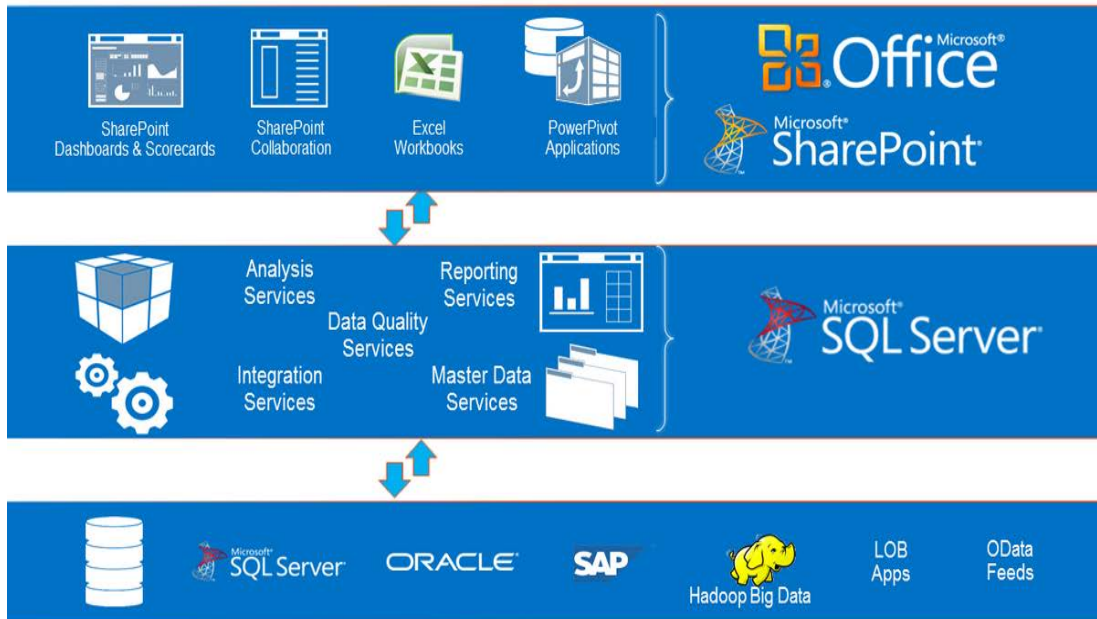 SharePoint
Dashboards & Scorecards
SharePoint
Collaboration
Excel
Workbooks
PowerPivot
Applications
Microsoft®
Office
Microsoft®
SharePoint
Analysis
Services
Reporting
Services
Data Quality
Services
Integration
Services
Master Data
Services
Microsoft®
SQL Server
Microsoft®
SQL Server
ORACLE
SAP
Hadoop Big Data
LOB
Apps
OData
Feeds